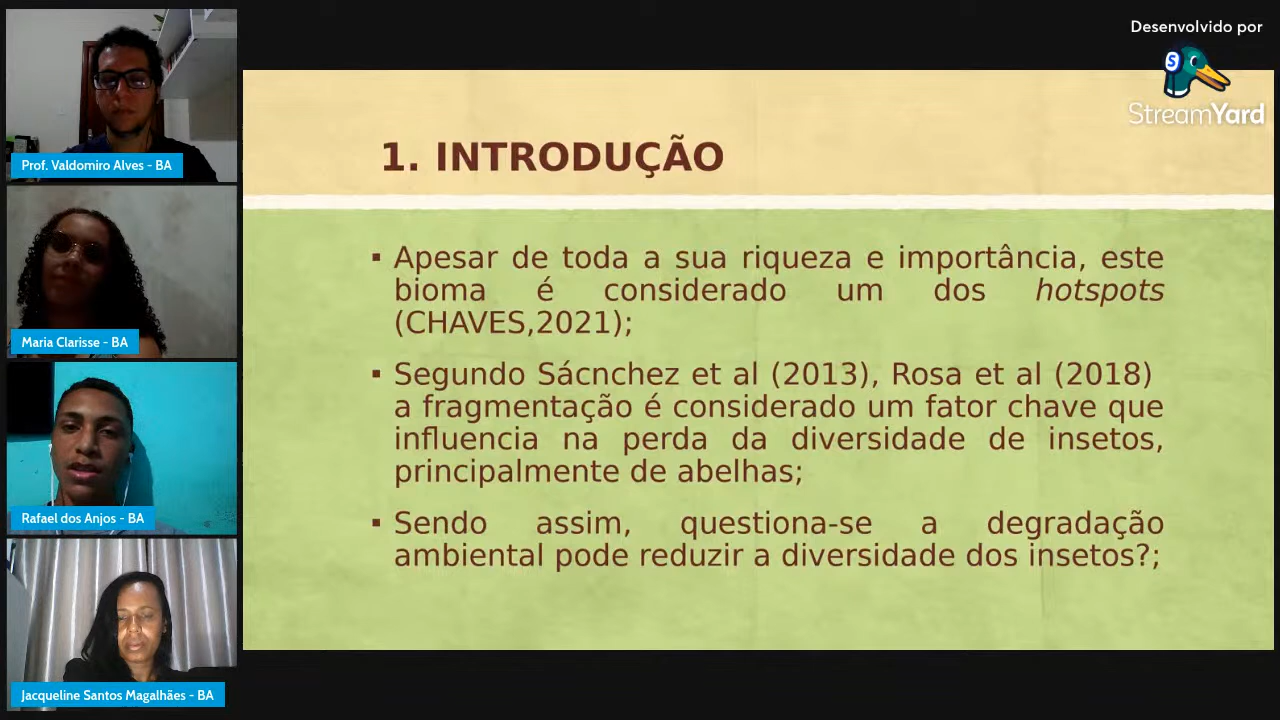 Desenvolvido por
StreamYard
Prof. Valdomiro Alves - BA
Maria Clarisse - BA
Rafael dos Anjos - BA
Jacqueline Santos Magalhães - BA
1. INTRODUÇÃO
▪ Apesar de toda a sua riqueza e importância, este
bioma é considerado um dos hotspots
(CHAVES,2021);
▪ Segundo Sácnchez et al (2013), Rosa et al (2018)
a fragmentação é considerado um fator chave que
influencia na perda da diversidade de insetos,
principalmente de abelhas;
▪ Sendo assim, questiona-se a degradação
ambiental pode reduzir a diversidade dos insetos?;